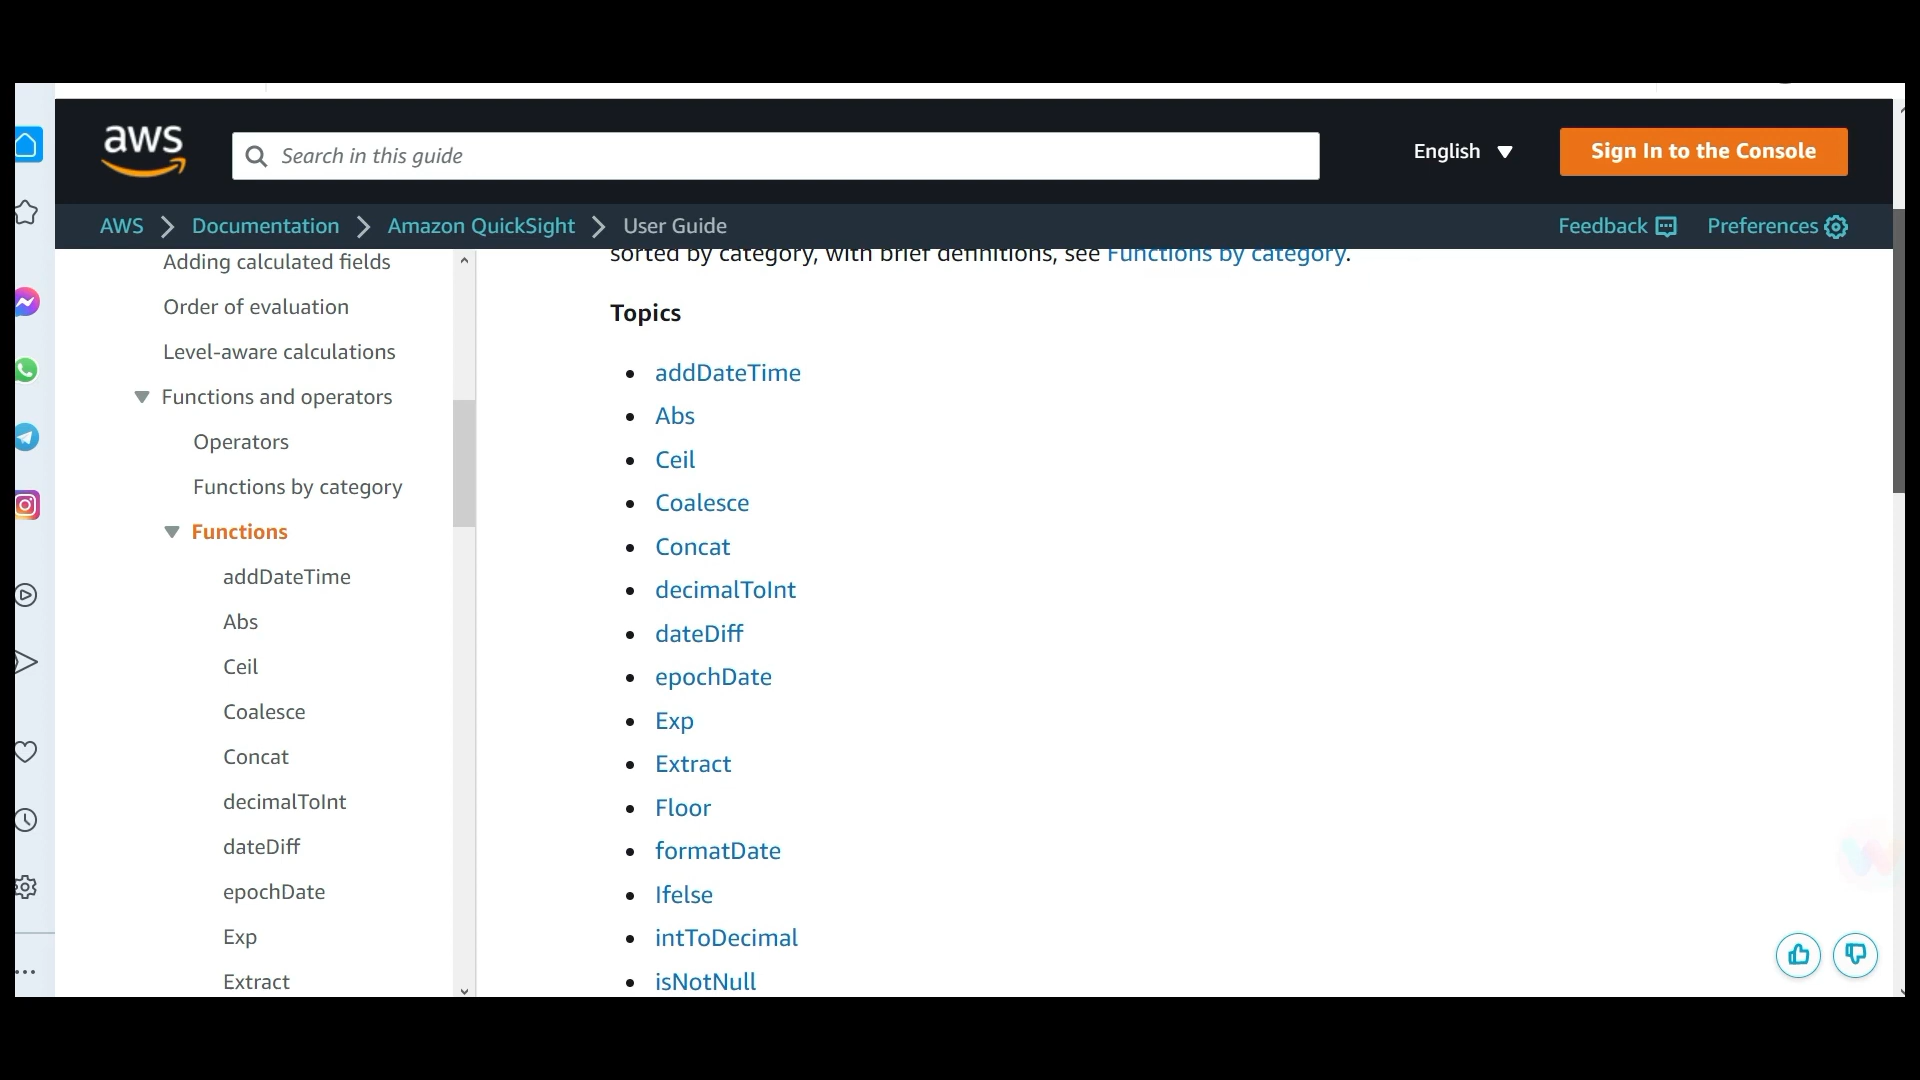 aws
Search in this guide
English
Sign In to the Console
AWS
Documentation
Amazon QuickSight
User Guide
Feedback
Preferences
Adding calculated fields
Order of evaluation
Level-aware calculations
Functions and operators
Operators
Functions by category
Functions
addDateTime
Abs
Ceil
Coalesce
Concat
decimalToInt
dateDiff
epochDate
Exp
Extract
sorted by category, with brief definitions, see Functions by category.
Topics
addDateTime
Abs
Ceil
Coalesce
Concat
decimalToInt
dateDiff
epochDate
Exp
Extract
Floor
formatDate
Ifelse
intToDecimal
isNotNull